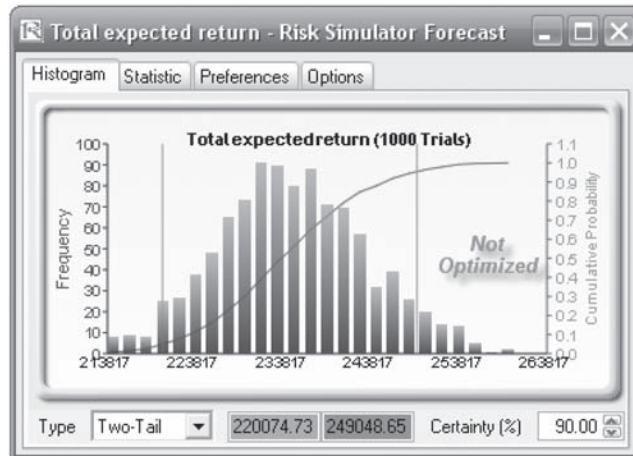 Total expected return - Risk Simulator Forecast
Histogram Statistic Preferences Options
Total expected return (1000 Trials)
Frequency
100
90
80
70
60
50
40
30
20
10
0
213817 223817 233817 243817 253817 263817
Not
Optimized
1.1
1.0
0.9
0.8
0.7
0.6
0.5
0.4
0.3
0.2
0.1
0.0
Cumulative Probability
Type Two-Tail 220074.73 249048.65 Certainty (%) 90.00